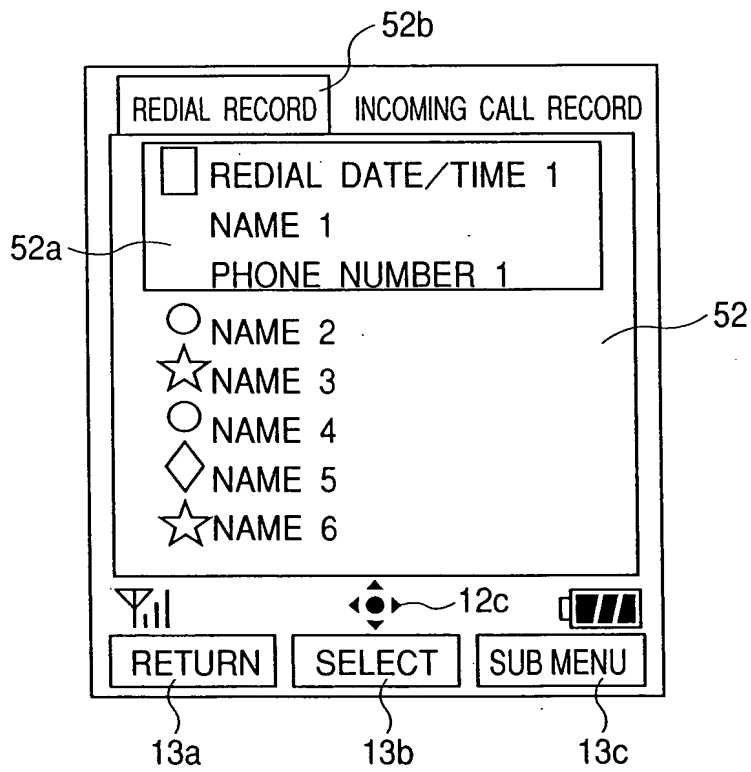 52b
REDIAL RECORD INCOMING CALL RECORD
REDIAL DATE/TIME 1
NAME 1
52a
PHONE NUMBER 1
52
NAME 2
NAME 3
NAME 4
NAME 5
NAME 6
12c
RETURN SELECT SUB MENU
13a 13b 13c